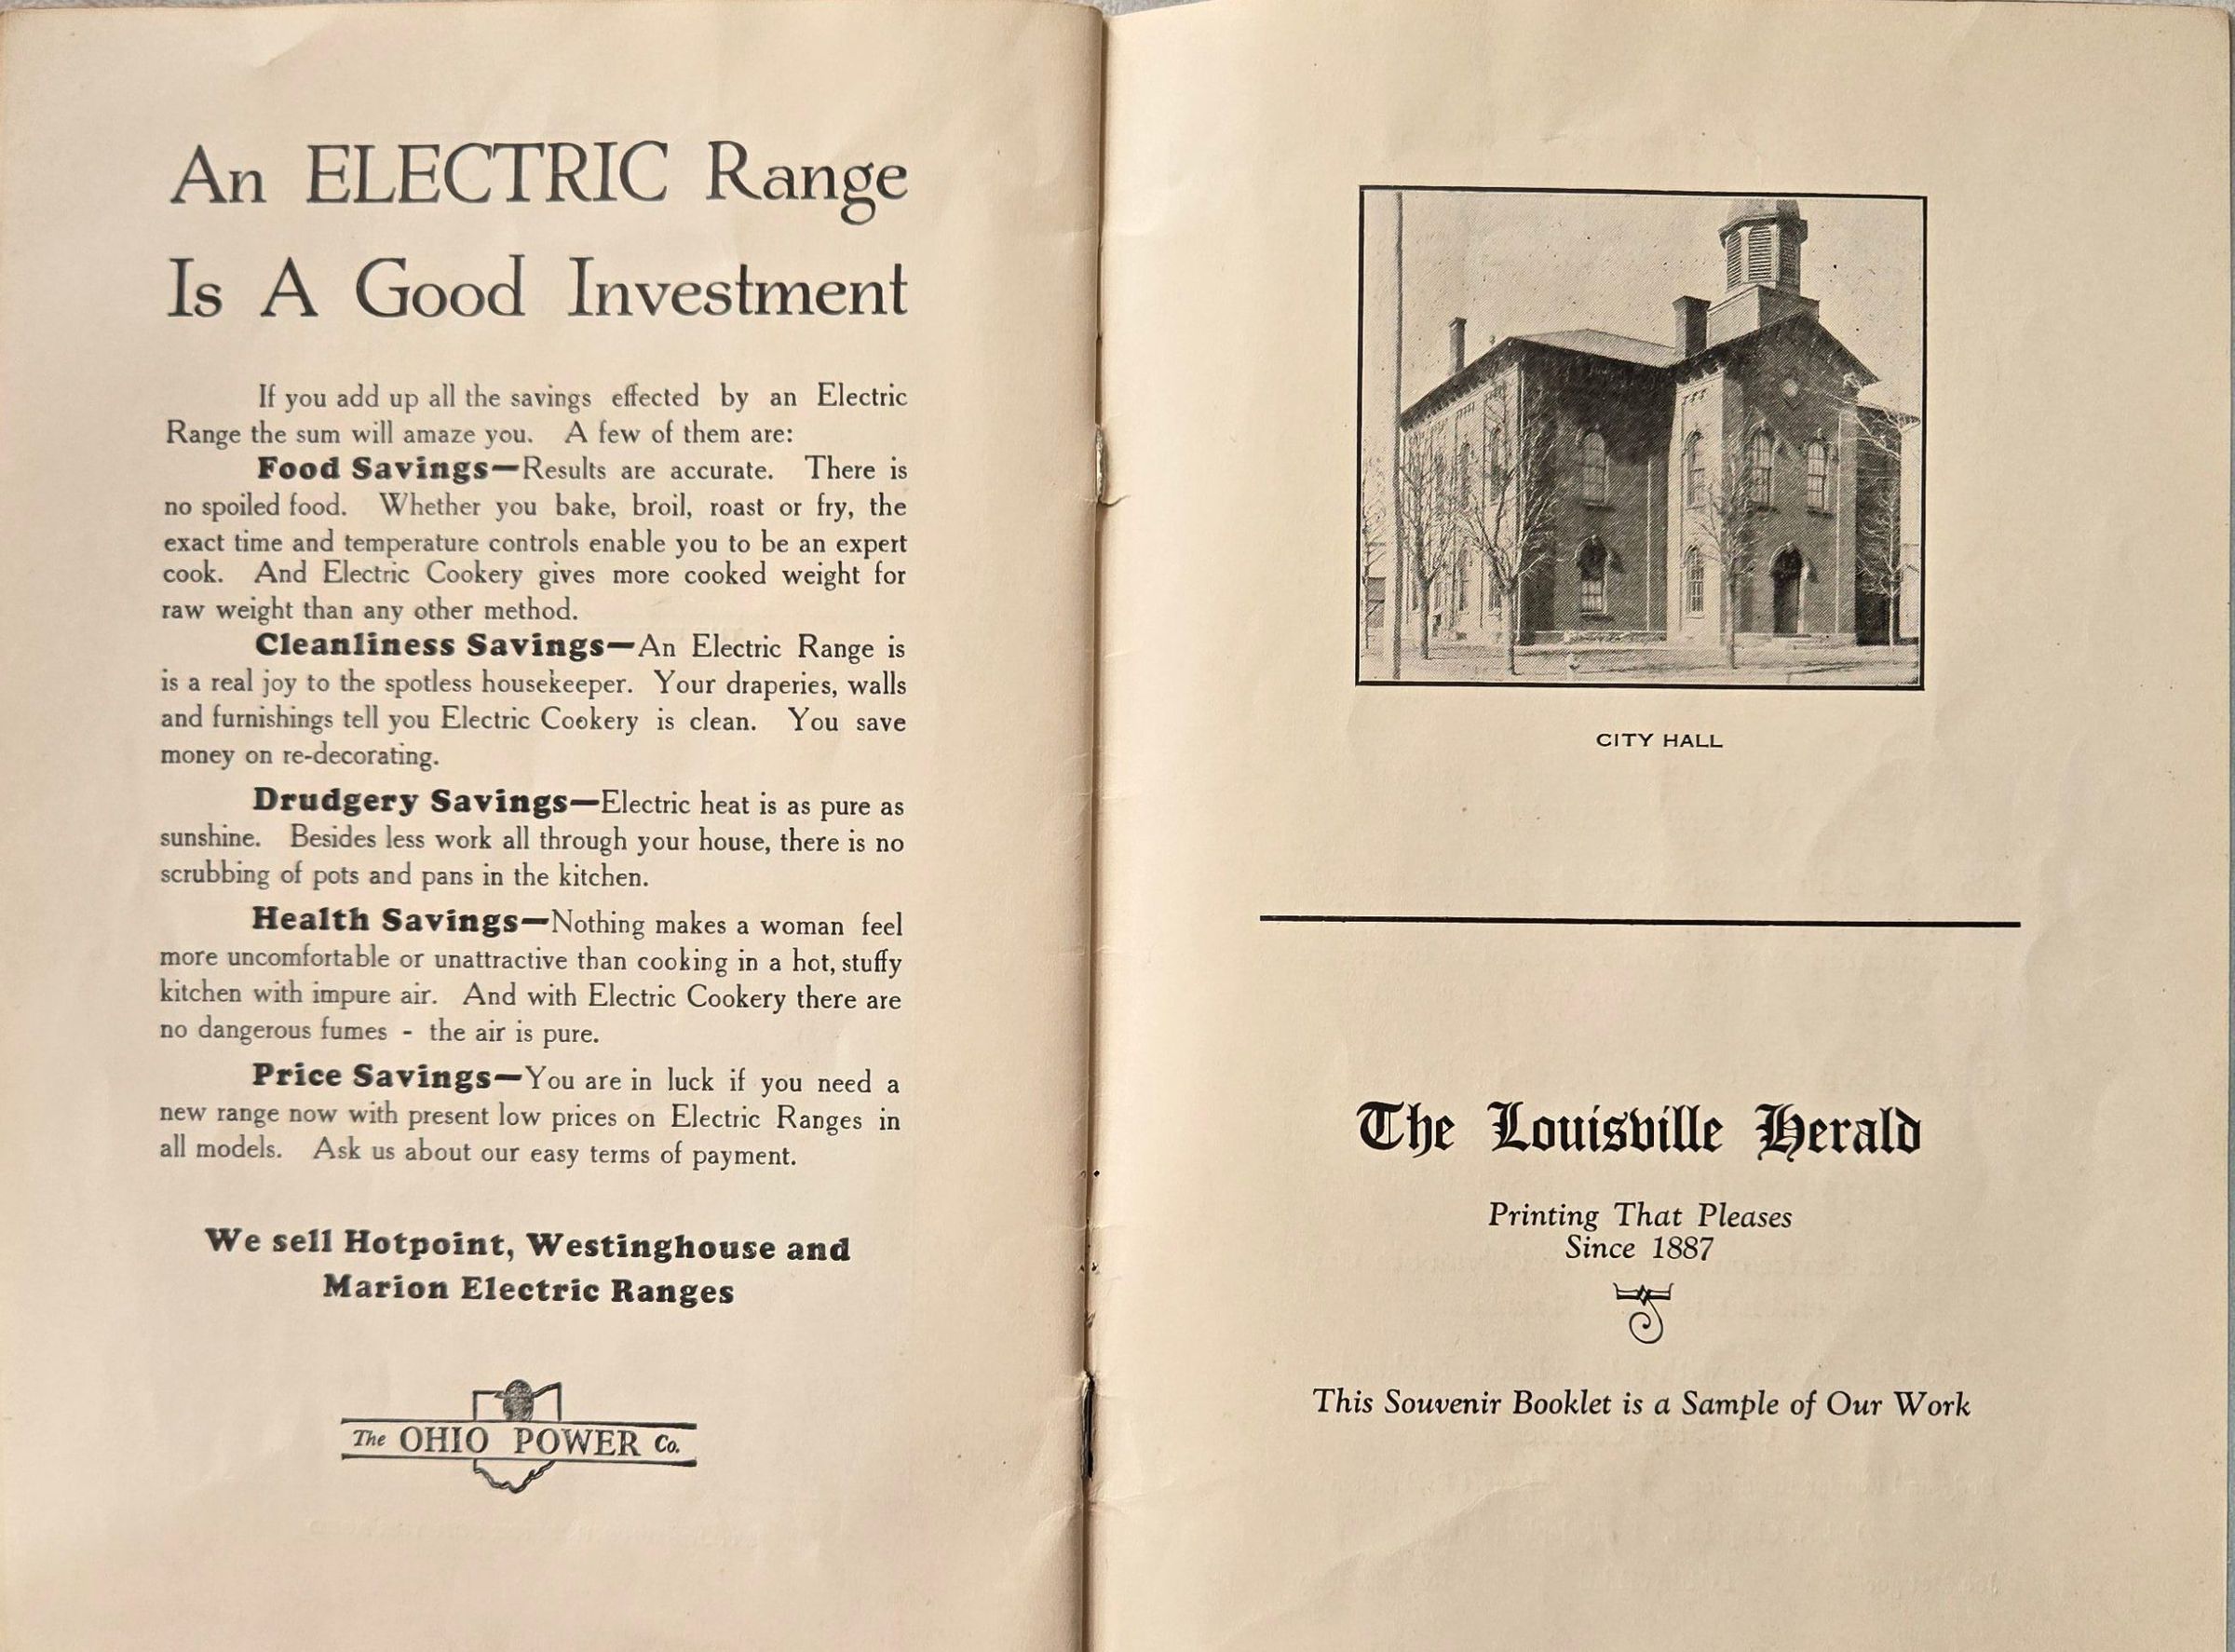 An ELECTRIC Range
Is A Good Investment
If you add up all the savings effected by an Electric
Range the sum will amaze you. A few of them are:
Food Savings—Results are accurate. There is
no spoiled food. Whether you bake, broil, roast or fry, the
exact time and temperature controls enable you to be an expert
cook. And Electric Cookery gives more cooked weight for
raw weight than any other method.
Cleanliness Savings—An Electric Range is
is a real joy to the spotless housekeeper. Your draperies, walls
and furnishings tell you Electric Cookery is clean. You save
money on re-decorating.
Drudgery Savings—Electric heat is as pure as
sunshine. Besides less work all through your house, there is no
scrubbing of pots and pans in the kitchen.
Health Savings—Nothing makes a woman feel
more uncomfortable or unattractive than cooking in a hot, stuffy
kitchen with impure air. And with Electric Cookery there are
no dangerous fumes - the air is pure.
Price Savings—You are in luck if you need a
new range now with present low prices on Electric Ranges in
all models. Ask us about our easy terms of payment.
We sell Hotpoint, Westinghouse and
Marion Electric Ranges
The OHIO POWER Co.
CITY HALL
The Louisville Herald
Printing That Pleases
Since 1887
This Souvenir Booklet is a Sample of Our Work